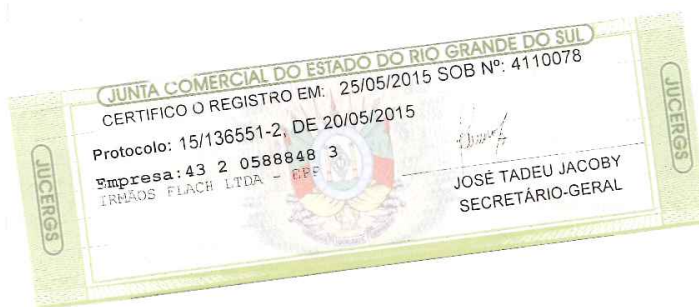 JUNTA COMERCIAL DO ESTADO DO RIO GRANDE DO SUL
CERTIFICO O REGISTRO EM: 25/05/2015 SOB Nº: 4110078
Protocolo: 15/136551-2, DE 20/05/2015
Empresa:43 2 0588848 3
IRMÃOS FLACH LTDA - EPP
JOSÉ TADEU JACOBY
SECRETÁRIO-GERAL
JUCERGS
JUCERGS